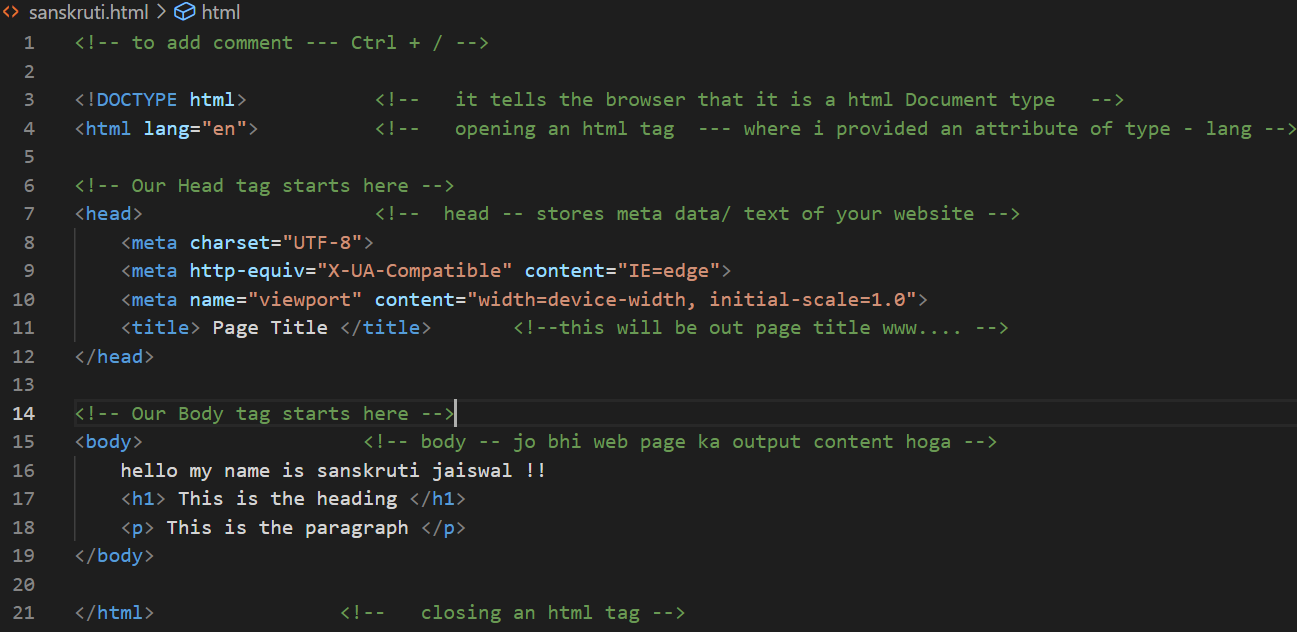 sanskruti.html > html
1 <!-- to add comment --- Ctrl + / -->
2
3 <!DOCTYPE html> <!-- it tells the browser that it is a html Document type -->
4 <html lang="en"> <!-- opening an html tag --- where i provided an attribute of type - lang -->
5
6 <!-- Our Head tag starts here -->
7 <head> <!-- head -- stores meta data/ text of your website -->
8 <meta charset="UTF-8">
9 <meta http-equiv="X-UA-Compatible" content="IE=edge">
10 <meta name="viewport" content="width=device-width, initial-scale=1.0">
11 <title> Page Title </title> <!--this will be out page title www.... -->
12 </head>
13
14 <!-- Our Body tag starts here -->
15 <body> <!-- body -- jo bhi web page ka output content hoga -->
16 hello my name is sanskruti jaiswal !!
17 <h1> This is the heading </h1>
18 <p> This is the paragraph </p>
19 </body>
20
21 </html> <!-- closing an html tag -->